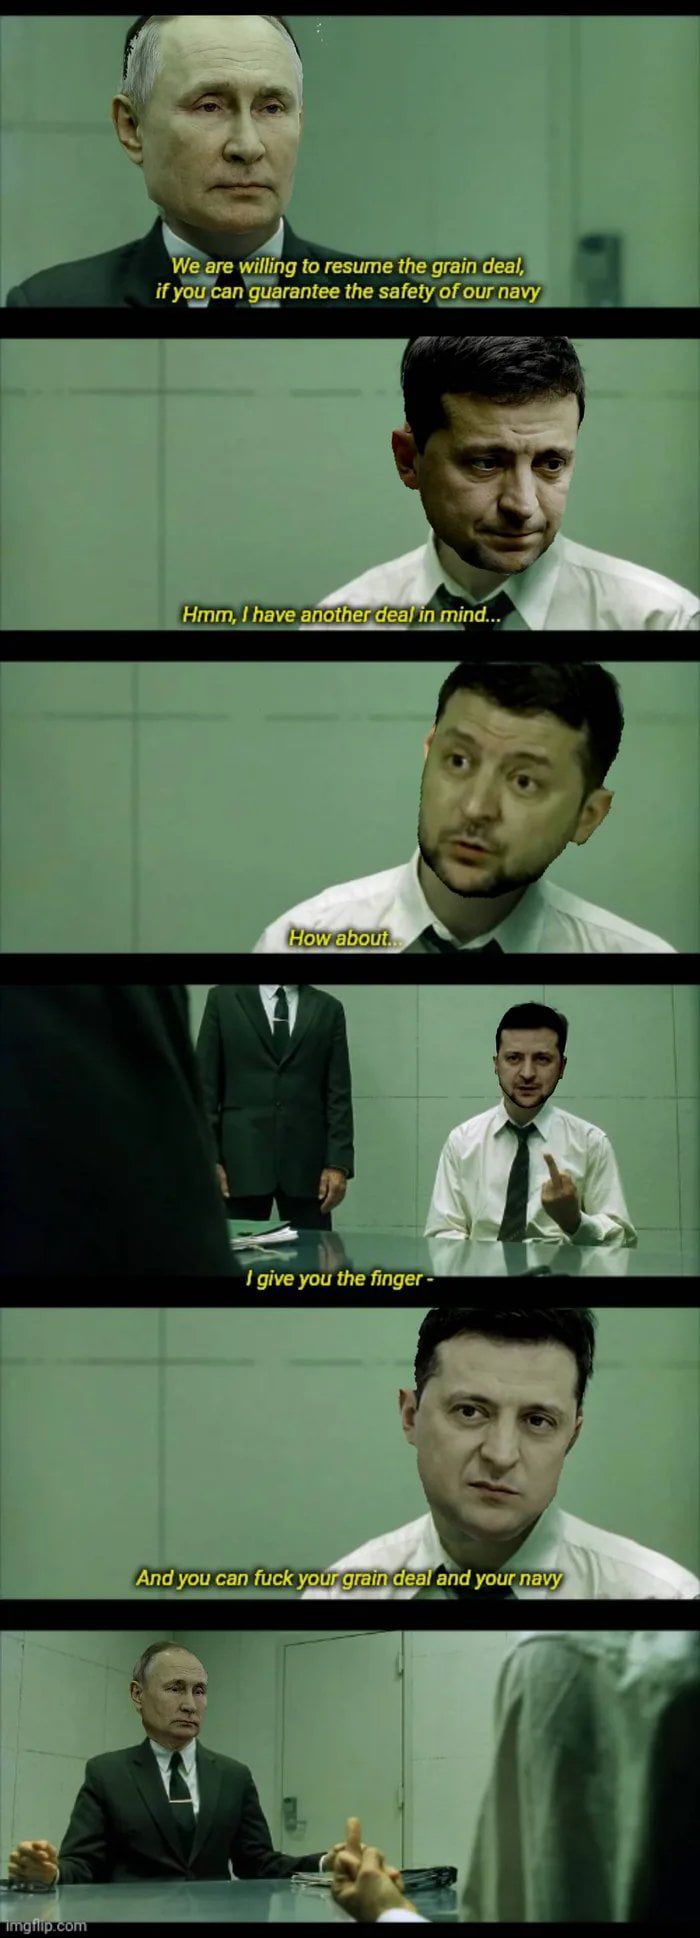 We are willing to resume the grain deal,
if you can guarantee the safety of our navy
Hmm, I have another deal in mind...
How about...
I give you the finger -
And you can fuck your grain deal and your navy
imgflip.com